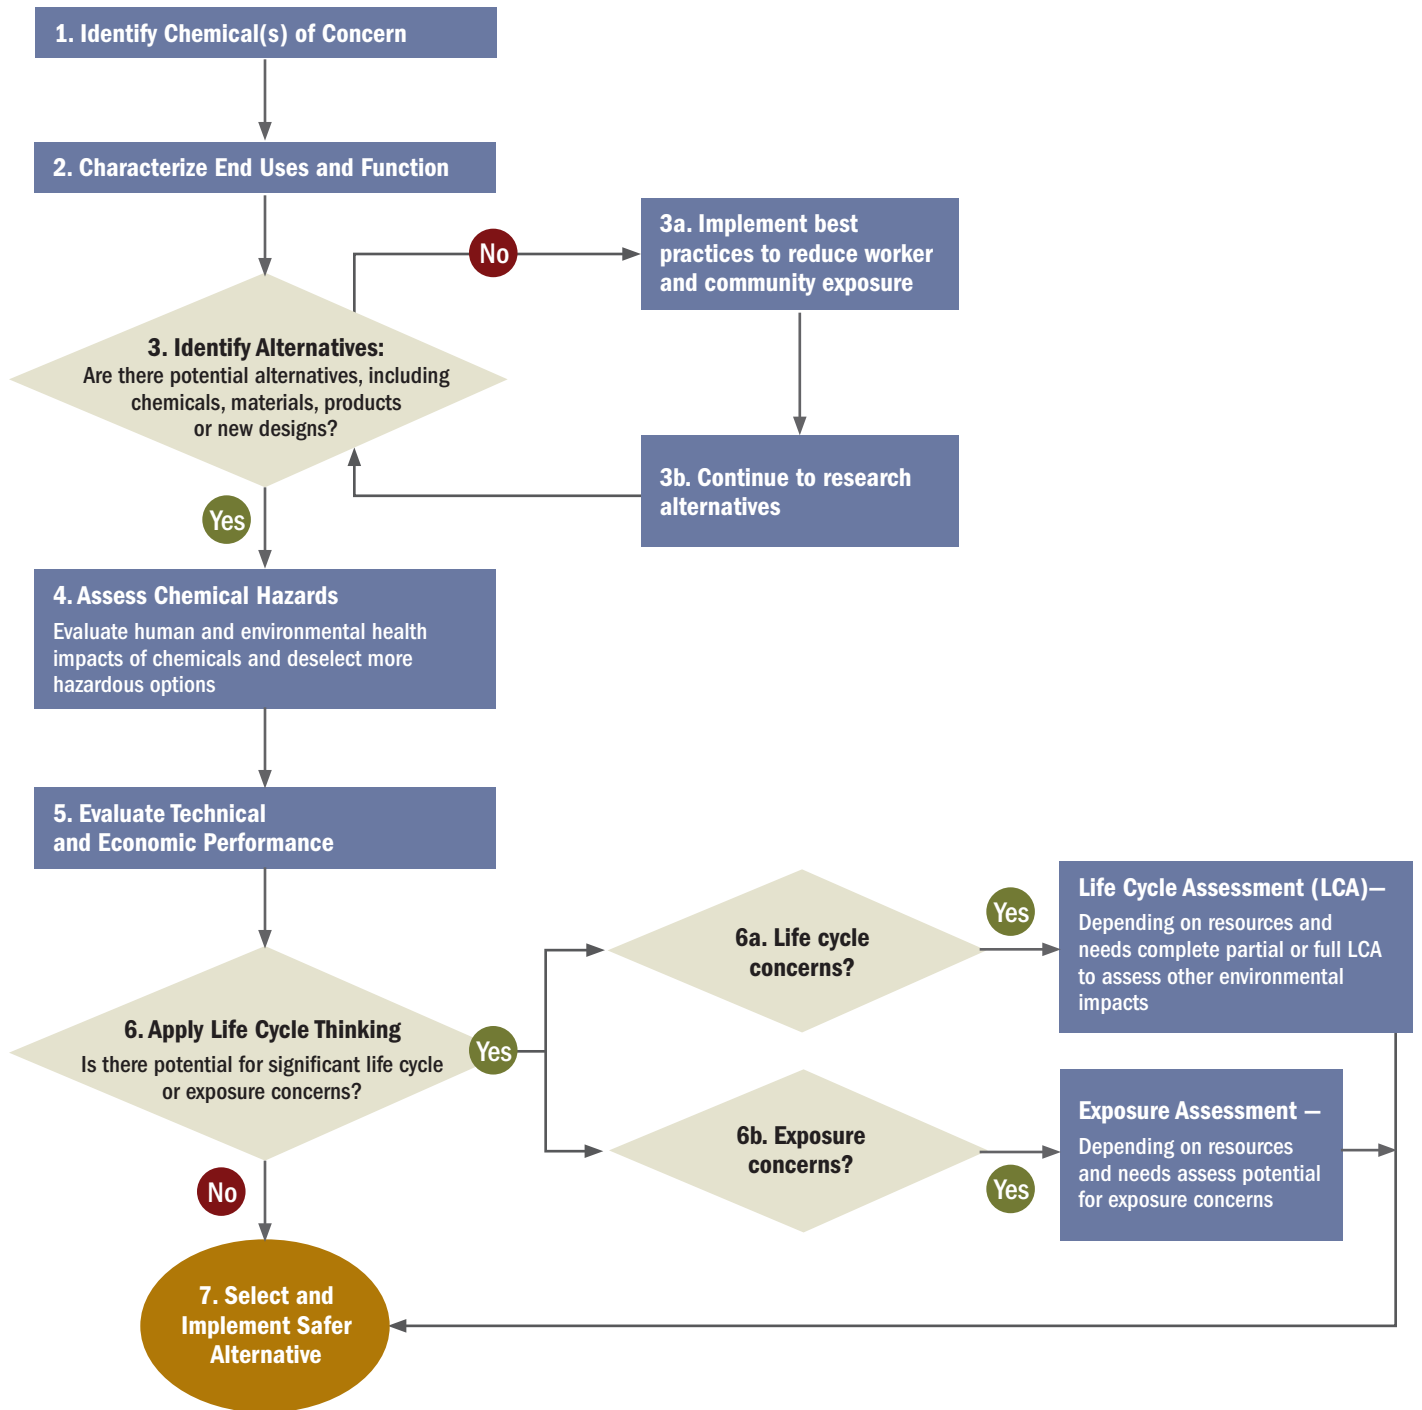 1. Identify Chemical(s) of Concern
2. Characterize End Uses and Function
No
3a. Implement best
practices to reduce worker
and community exposure
3. Identify Alternatives:
Are there potential alternatives, including
chemicals, materials, products
or new designs?
3b. Continue to research
alternatives
Yes
4. Assess Chemical Hazards
Evaluate human and environmental health
impacts of chemicals and deselect more
hazardous options
5. Evaluate Technical
and Economic Performance
6. Apply Life Cycle Thinking
Is there potential for significant life cycle
or exposure concerns?
Yes
6a. Life cycle
concerns?
Yes
Life Cycle Assessment (LCA)—
Depending on resources and
needs complete partial or full LCA
to assess other environmental
impacts
6b. Exposure
concerns?
Yes
Exposure Assessment —
Depending on resources
and needs assess potential
for exposure concerns
No
7. Select and
Implement Safer
Alternative